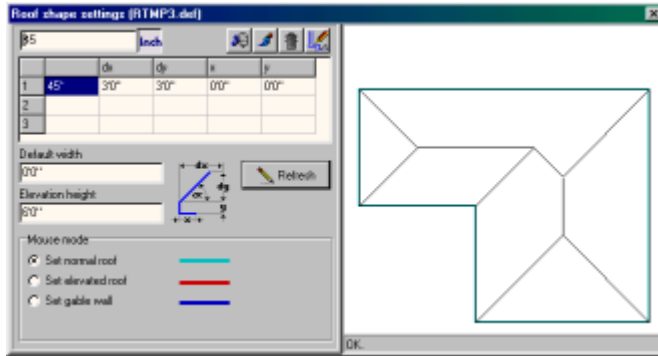 Roof shape settings (RTMP3.def)
45 Inch
dx dy x y
1 45° 3'0" 3'0" 0'0" 0'0"
2
3
Default width
0'0"
Refresh
Elevation height
6'0"
dx
dy
α
y
x
Mouse mode
Set normal roof
Set elevated roof
Set gable wall
OK.